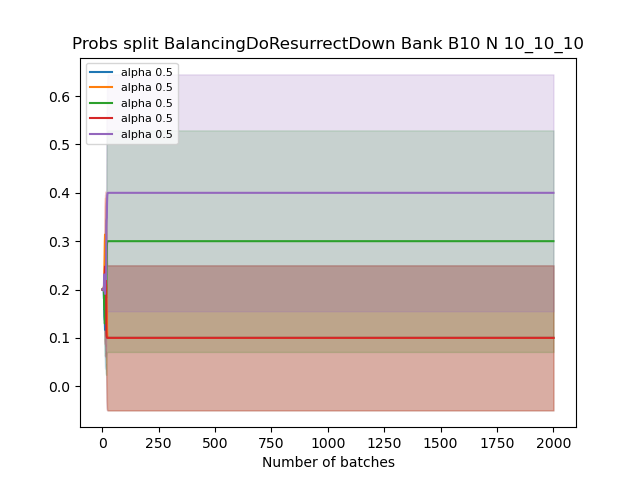 Probs split BalancingDoResurrectDown Bank B10 N 10_10_10
alpha 0.5
alpha 0.5
alpha 0.5
alpha 0.5
alpha 0.5
0.6
0.5
0.4
0.3
0.2
0.1
0.0
0 250 500 750 1000 1250 1500 1750 2000
Number of batches